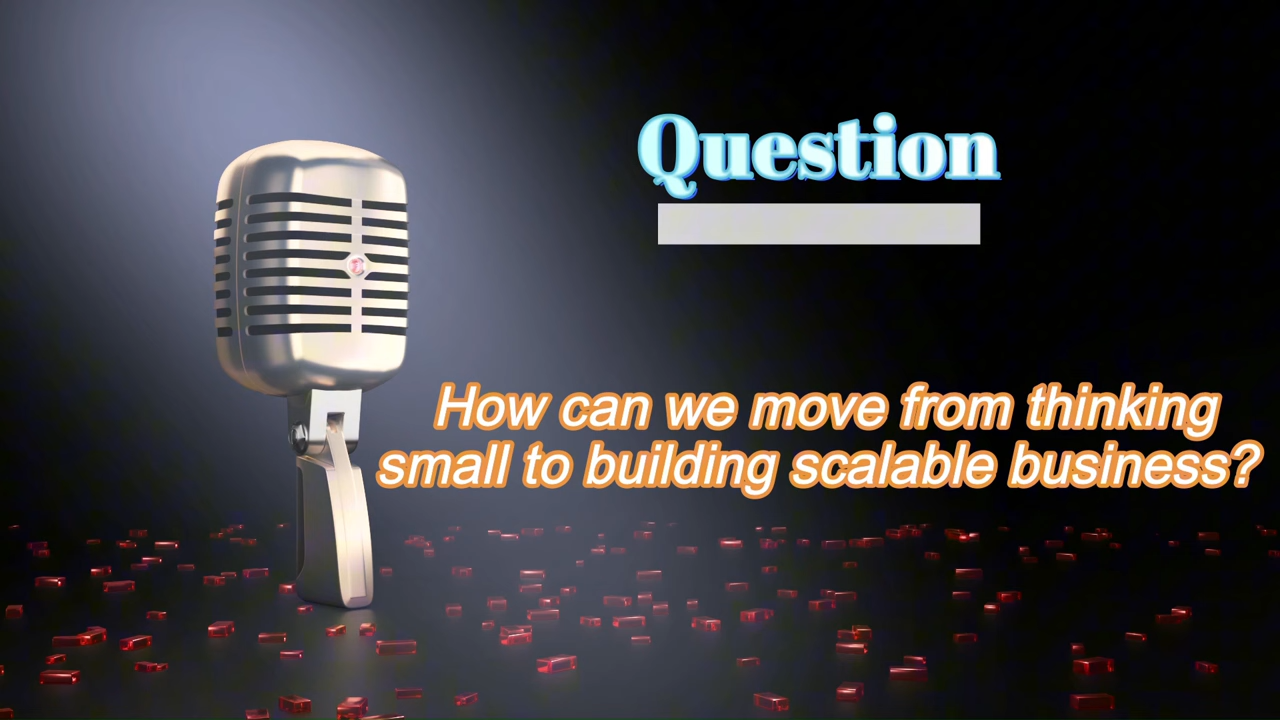 Question
How can we move from thinking
small to building scalable business?